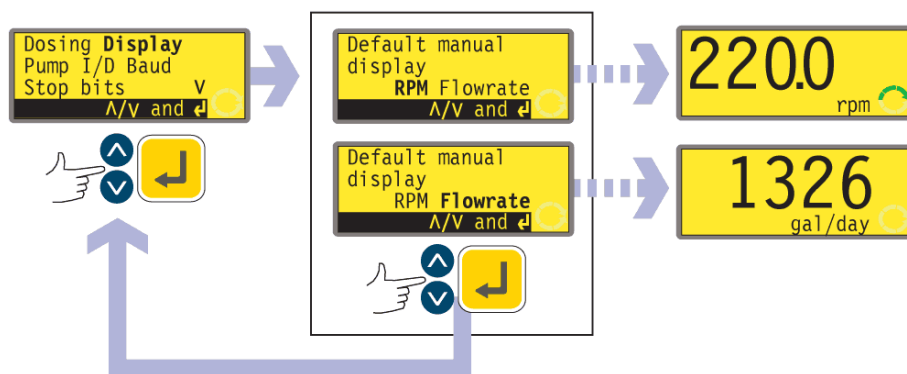 Dosing Display
Pump I/D Baud
Stop bits V
Λ/V and ↲
Default manual
display
RPM Flowrate
Λ/V and ↲
Default manual
display
RPM Flowrate
Λ/V and ↲
220.0
rpm
1326
gal/day